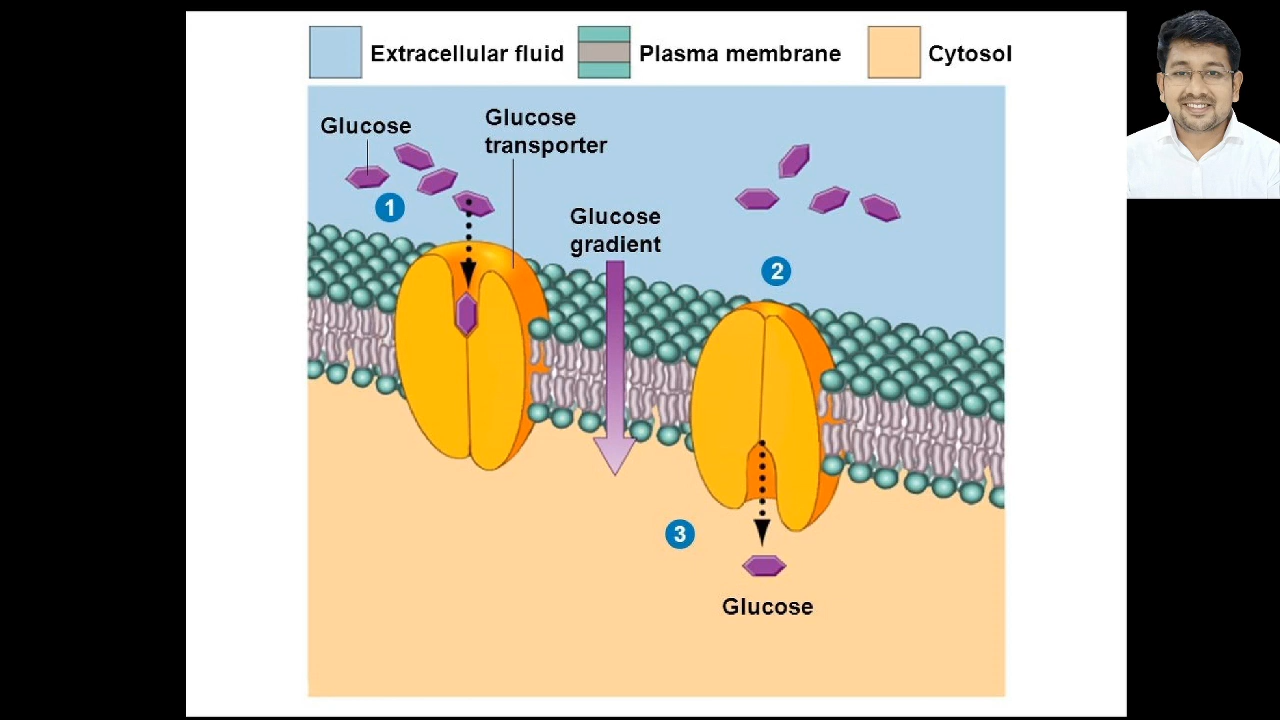 Extracellular fluid
Plasma membrane
Cytosol
Glucose
Glucose
transporter
1
Glucose
gradient
2
3
Glucose